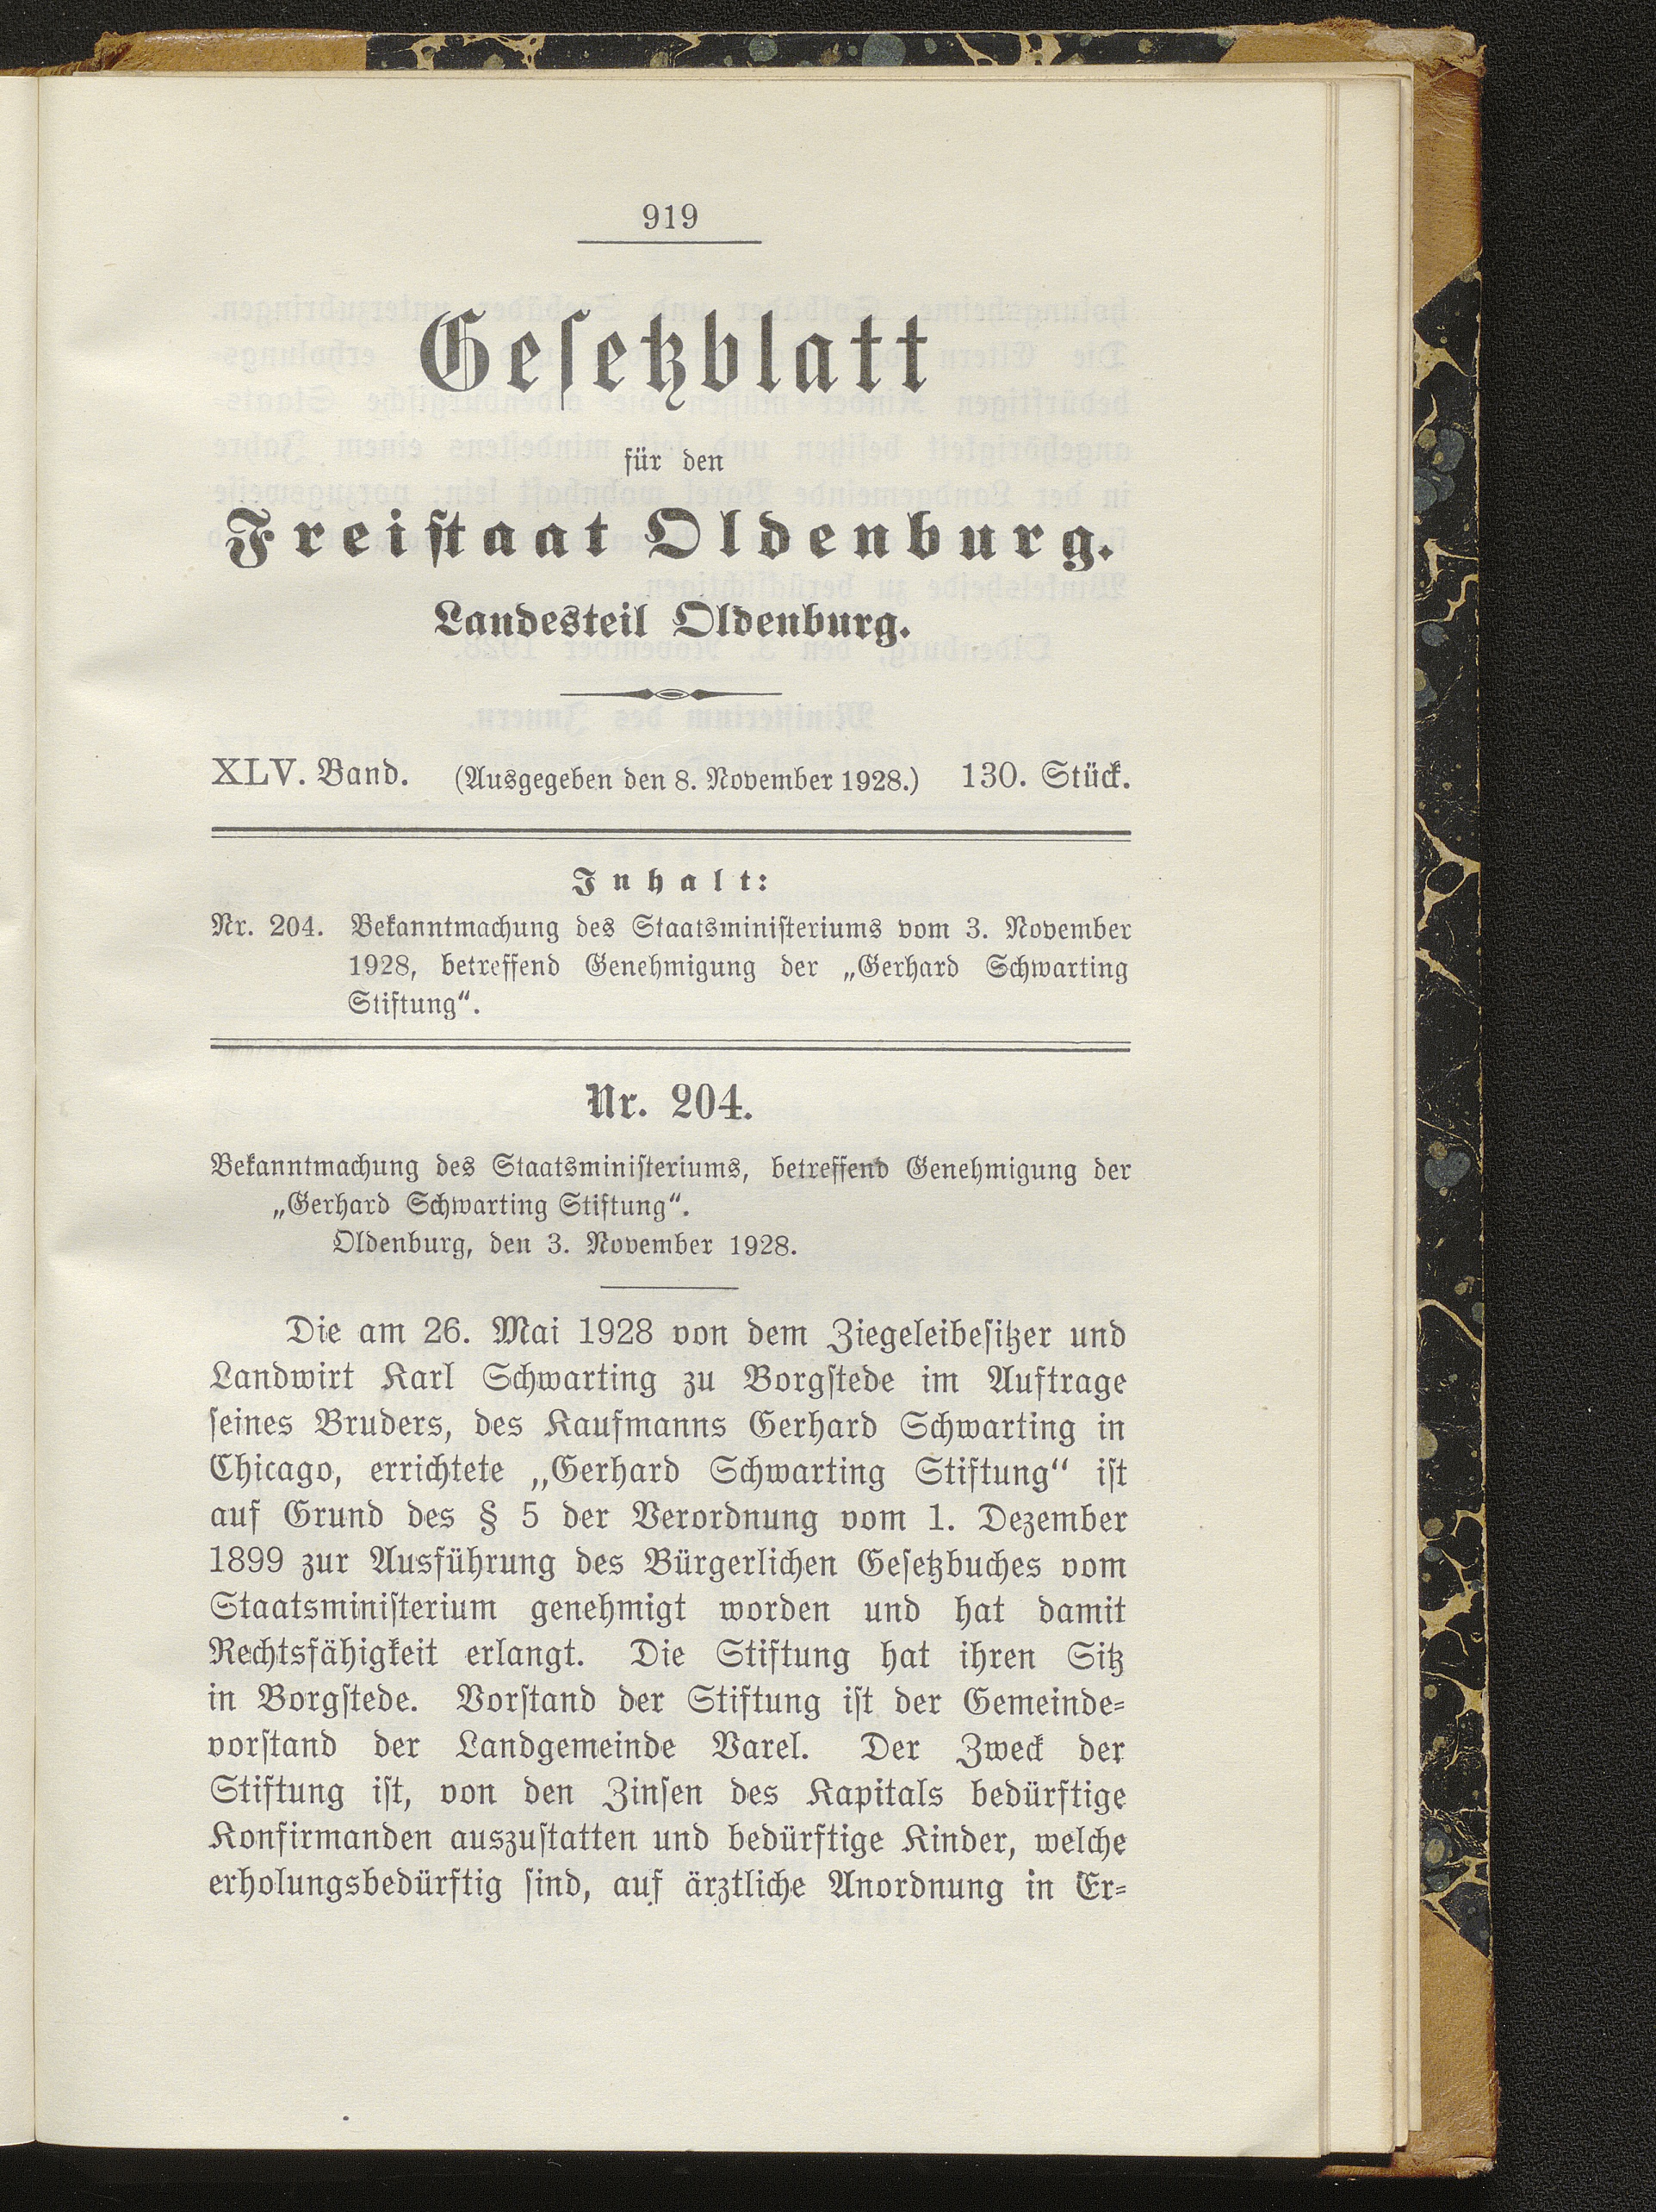 919
Gesetzblatt
für den
Freistaat Oldenburg.
Landesteil Oldenburg.
XLV. Band. (Ausgegeben den 8. November 1928.) 130. Stück.
Inhalt:
Nr. 204. Bekanntmachung des Staatsministeriums vom 3. November
1928, betreffend Genehmigung der „Gerhard Schwarting
Stiftung“.
Nr. 204.
Bekanntmachung des Staatsministeriums, betreffend Genehmigung der
„Gerhard Schwarting Stiftung“.
Oldenburg, den 3. November 1928.
Die am 26. Mai 1928 von dem Ziegeleibesitzer und
Landwirt Karl Schwarting zu Borgstede im Auftrage
seines Bruders, des Kaufmanns Gerhard Schwarting in
Chicago, errichtete „Gerhard Schwarting Stiftung“ ist
auf Grund des § 5 der Verordnung vom 1. Dezember
1899 zur Ausführung des Bürgerlichen Gesetzbuches vom
Staatsministerium genehmigt worden und hat damit
Rechtsfähigkeit erlangt. Die Stiftung hat ihren Sitz
in Borgstede. Vorstand der Stiftung ist der Gemeinde-
vorstand der Landgemeinde Varel. Der Zweck der
Stiftung ist, von den Zinsen des Kapitals bedürftige
Konfirmanden auszustatten und bedürftige Kinder, welche
erholungsbedürftig sind, auf ärztliche Anordnung in Er-